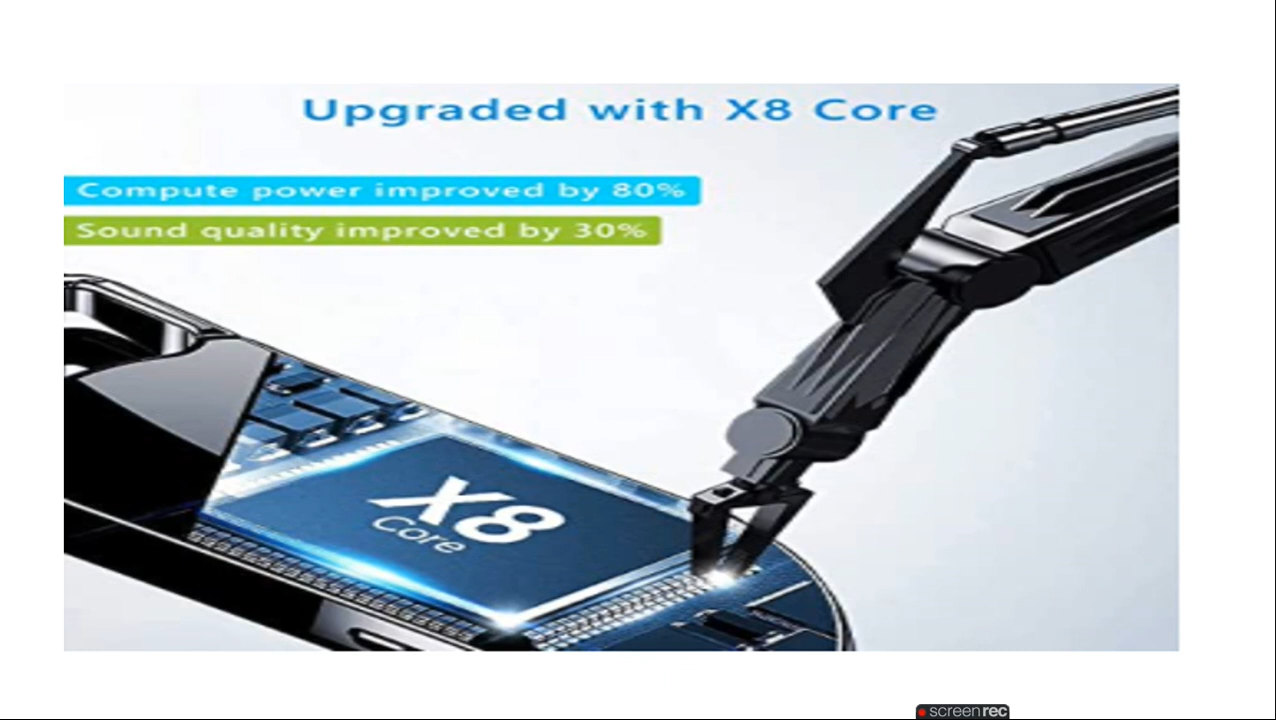 Upgraded with X8 Core
Compute power improved by 80%
Sound quality improved by 30%
X8
Core
screenrec